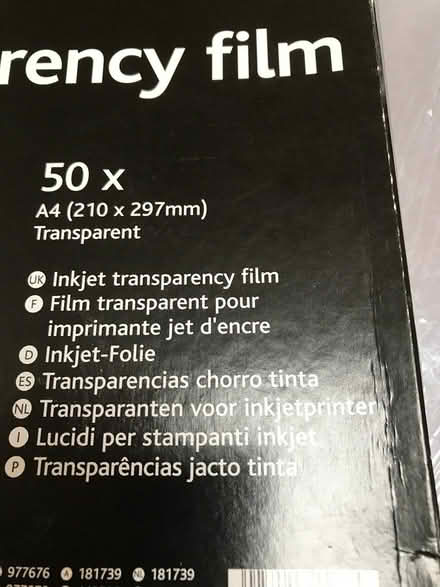 rency film
50 x
A4 (210 x 297mm)
Transparent
UK Inkjet transparency film
F Film transparent pour
imprimante jet d'encre
D Inkjet-Folie
ES Transparencias chorro tinta
NL Transparanten voor inkjetprinter
I Lucidi per stampanti inkjet
P Transparências jacto tinta
977676 A 181739 NL 181739